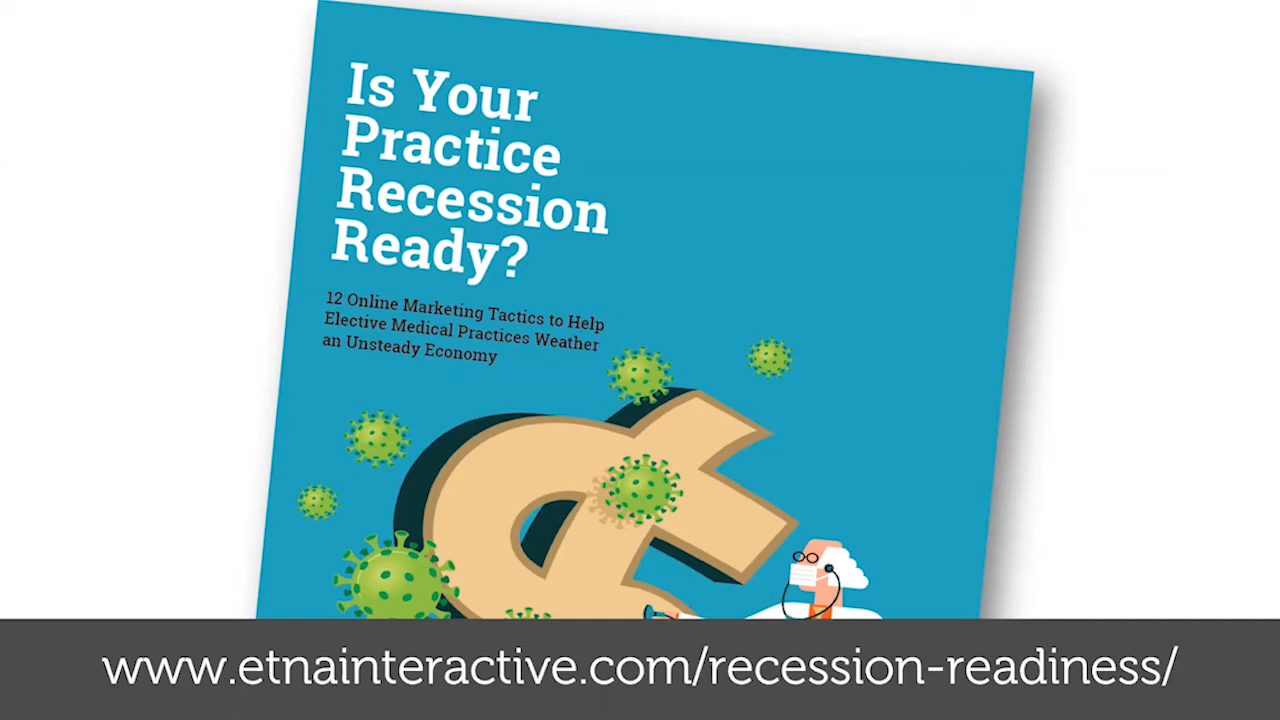 Is Your
Practice
Recession
Ready?
12 Online Marketing Tactics to Help
Elective Medical Practices Weather
an Unsteady Economy
www.etnainteractive.com/recession-readiness/